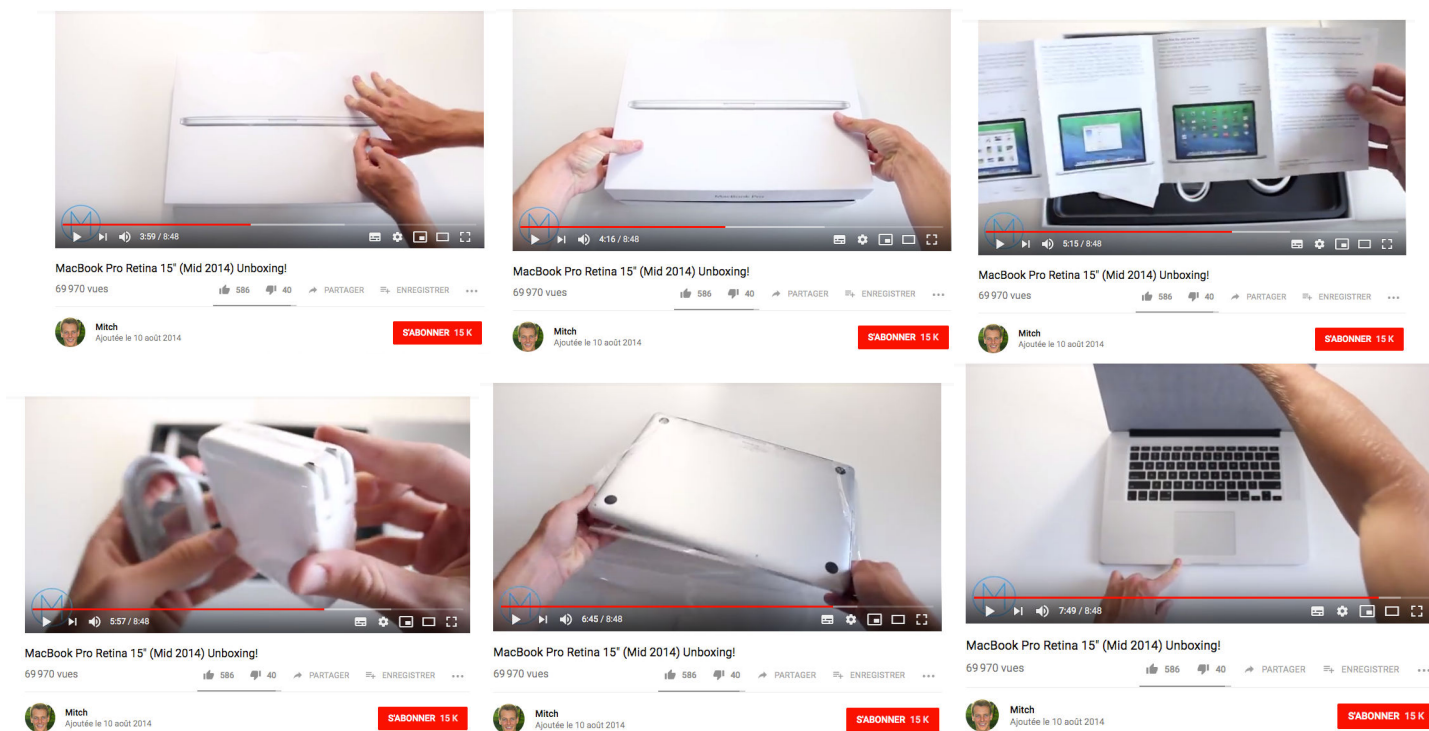 3:59 / 8:48
MacBook Pro Retina 15" (Mid 2014) Unboxing!
69 970 vues
586
40
PARTAGER
ENREGISTRER
Mitch
Ajoutée le 10 août 2014
S'ABONNER 15 K
MacBook Pro
4:16 / 8:48
MacBook Pro Retina 15" (Mid 2014) Unboxing!
69 970 vues
586
40
PARTAGER
ENREGISTRER
Mitch
Ajoutée le 10 août 2014
S'ABONNER 15 K
5:15 / 8:48
MacBook Pro Retina 15" (Mid 2014) Unboxing!
69 970 vues
586
40
PARTAGER
ENREGISTRER
Mitch
Ajoutée le 10 août 2014
S'ABONNER 15 K
5:57 / 8:48
MacBook Pro Retina 15" (Mid 2014) Unboxing!
69 970 vues
586
40
PARTAGER
ENREGISTRER
Mitch
Ajoutée le 10 août 2014
S'ABONNER 15 K
6:45 / 8:48
MacBook Pro Retina 15" (Mid 2014) Unboxing!
69 970 vues
586
40
PARTAGER
ENREGISTRER
Mitch
Ajoutée le 10 août 2014
S'ABONNER 15 K
7:49 / 8:48
MacBook Pro Retina 15" (Mid 2014) Unboxing!
69 970 vues
586
40
PARTAGER
ENREGISTRER
Mitch
Ajoutée le 10 août 2014
S'ABONNER 15 K